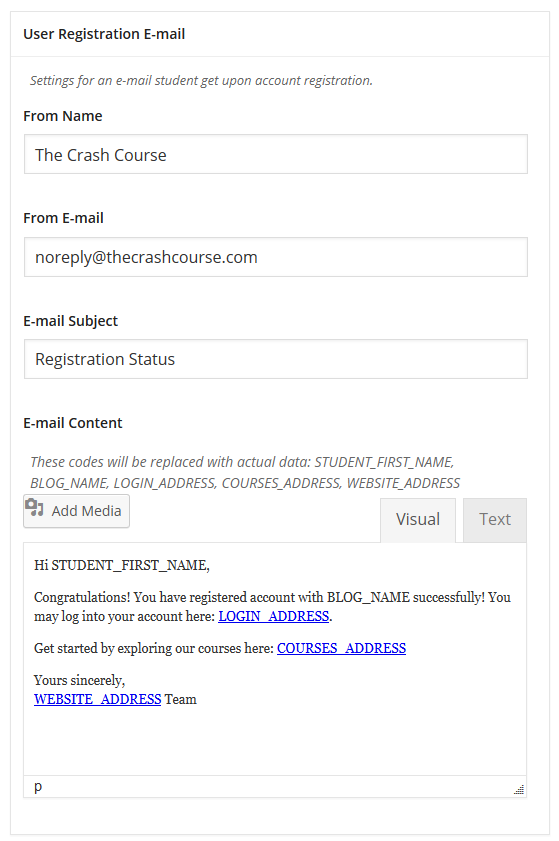 User Registration E-mail
Settings for an e-mail student get upon account registration.
From Name
The Crash Course
From E-mail
noreply@thecrashcourse.com
E-mail Subject
Registration Status
E-mail Content
These codes will be replaced with actual data: STUDENT_FIRST_NAME,
BLOG_NAME, LOGIN_ADDRESS, COURSES_ADDRESS, WEBSITE_ADDRESS
Add Media
Visual
Text
Hi STUDENT_FIRST_NAME,
Congratulations! You have registered account with BLOG_NAME successfully! You
may log into your account here: LOGIN_ADDRESS.
Get started by exploring our courses here: COURSES_ADDRESS
Yours sincerely,
WEBSITE_ADDRESS Team
p